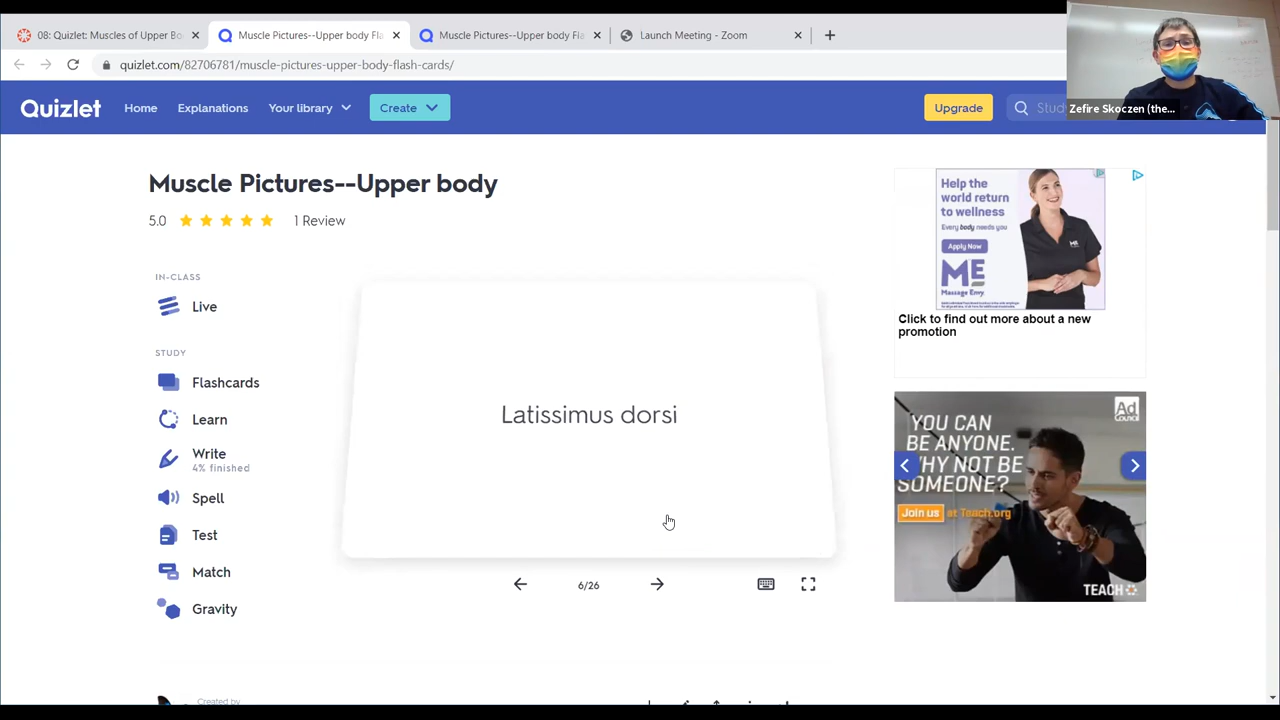 08: Quizlet: Muscles of Upper Bo
Muscle Pictures--Upper body Fla
Muscle Pictures--Upper body Fla
Launch Meeting - Zoom
quizlet.com/82706781/muscle-pictures-upper-body-flash-cards/
Zefire Skoczen (the...
Quizlet
Home
Explanations
Your library
Create
Upgrade
Stud
Muscle Pictures--Upper body
5.0
1 Review
IN-CLASS
Live
STUDY
Flashcards
Learn
Write
4% finished
Spell
Test
Match
Gravity
Latissimus dorsi
6/26
Help the
world return
to wellness
Every body needs you
Apply Now
ME
Massage Envy
Click to find out more about a new
promotion
Ad
Council
YOU CAN
BE ANYONE.
WHY NOT BE
SOMEONE?
Join us at Teach.org
TEACH
Created by